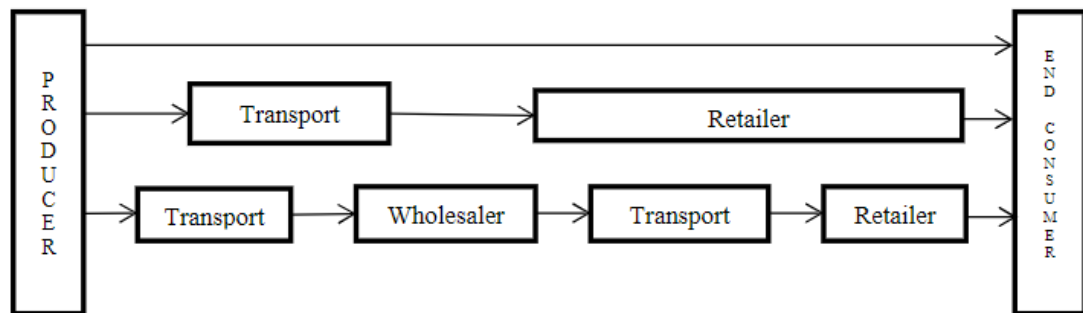 PRODUCER
Transport
Retailer
Transport
Wholesaler
Transport
Retailer
END CONSUMER